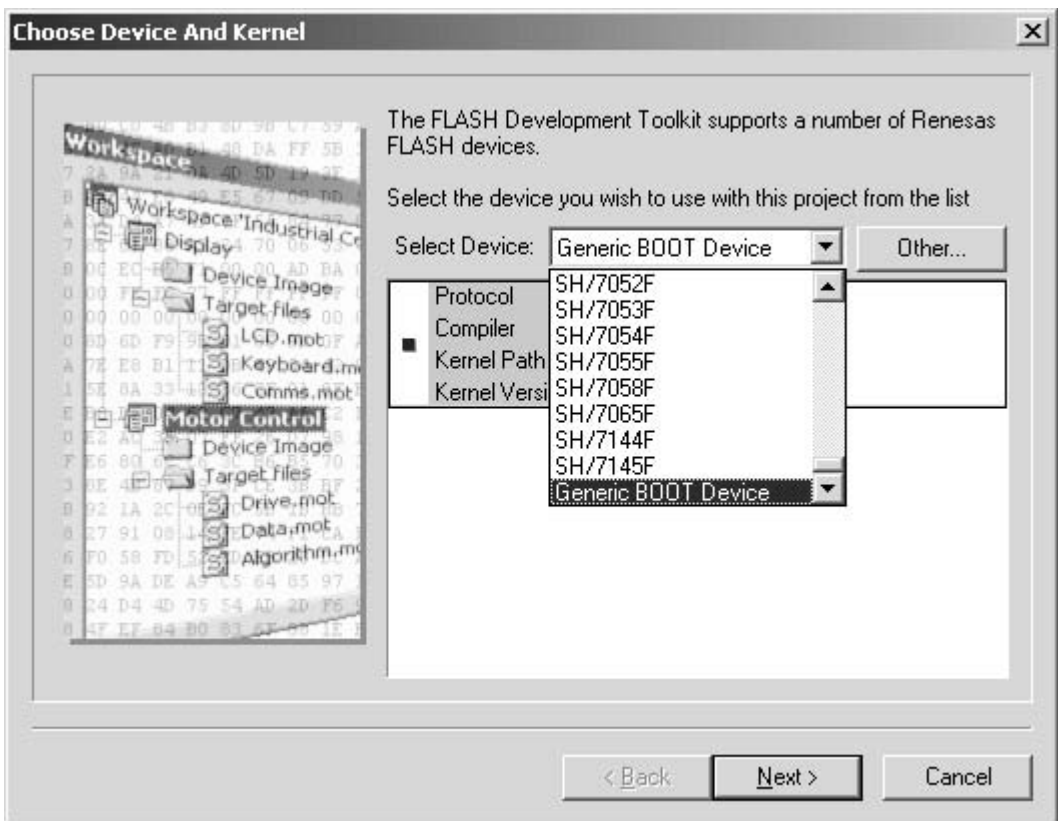 Choose Device And Kernel
Workspace
Workspace 'Industrial Co
Display
Device Image
Target files
LCD.mot
Keyboard.m
Comms.mot
Motor Control
Device Image
Target files
Drive.mot
Data.mot
Algorithm.mo
The FLASH Development Toolkit supports a number of Renesas
FLASH devices.
Select the device you wish to use with this project from the list
Select Device: Generic BOOT Device Other...
Protocol
Compiler
Kernel Path
Kernel Versi
SH/7052F
SH/7053F
SH/7054F
SH/7055F
SH/7058F
SH/7065F
SH/7144F
SH/7145F
Generic BOOT Device
< Back Next > Cancel